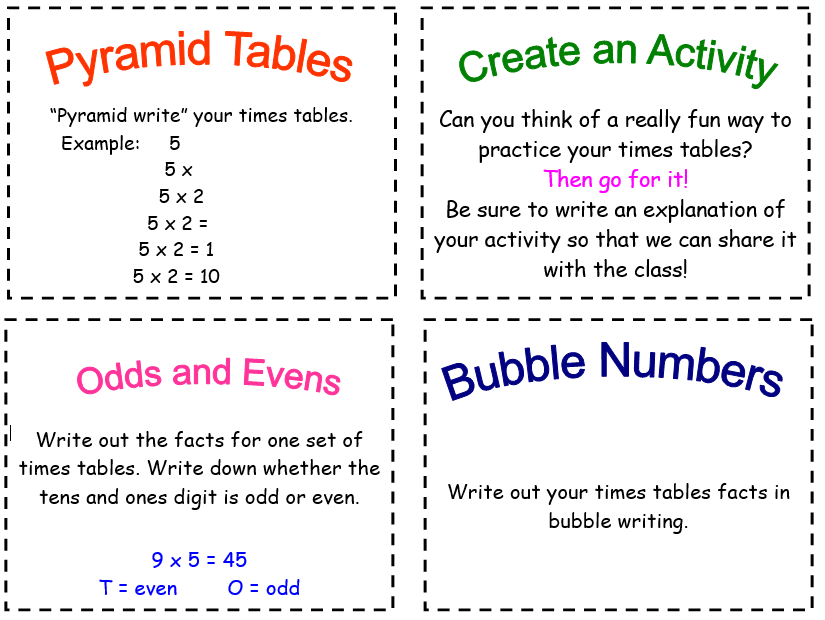 Pyramid Tables
“Pyramid write” your times tables.
Example: 5
5 x
5 x 2
5 x 2 =
5 x 2 = 1
5 x 2 = 10
Create an Activity
Can you think of a really fun way to
practice your times tables?
Then go for it!
Be sure to write an explanation of
your activity so that we can share it
with the class!
Odds and Evens
Write out the facts for one set of
times tables. Write down whether the
tens and ones digit is odd or even.
9 x 5 = 45
T = even O = odd
Bubble Numbers
Write out your times tables facts in
bubble writing.